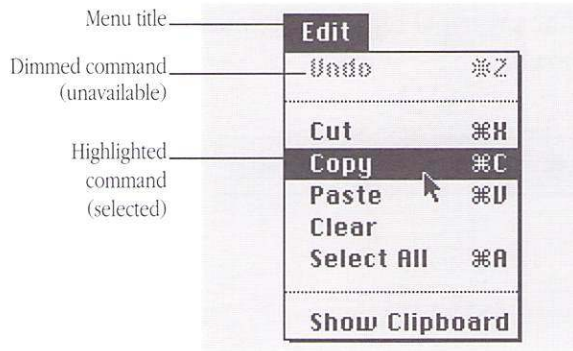 Menu title
Edit
Dimmed command
(unavailable)
Undo ⌘Z
Cut ⌘X
Highlighted
command
(selected)
Copy ⌘C
Paste ⌘V
Clear
Select All ⌘A
Show Clipboard